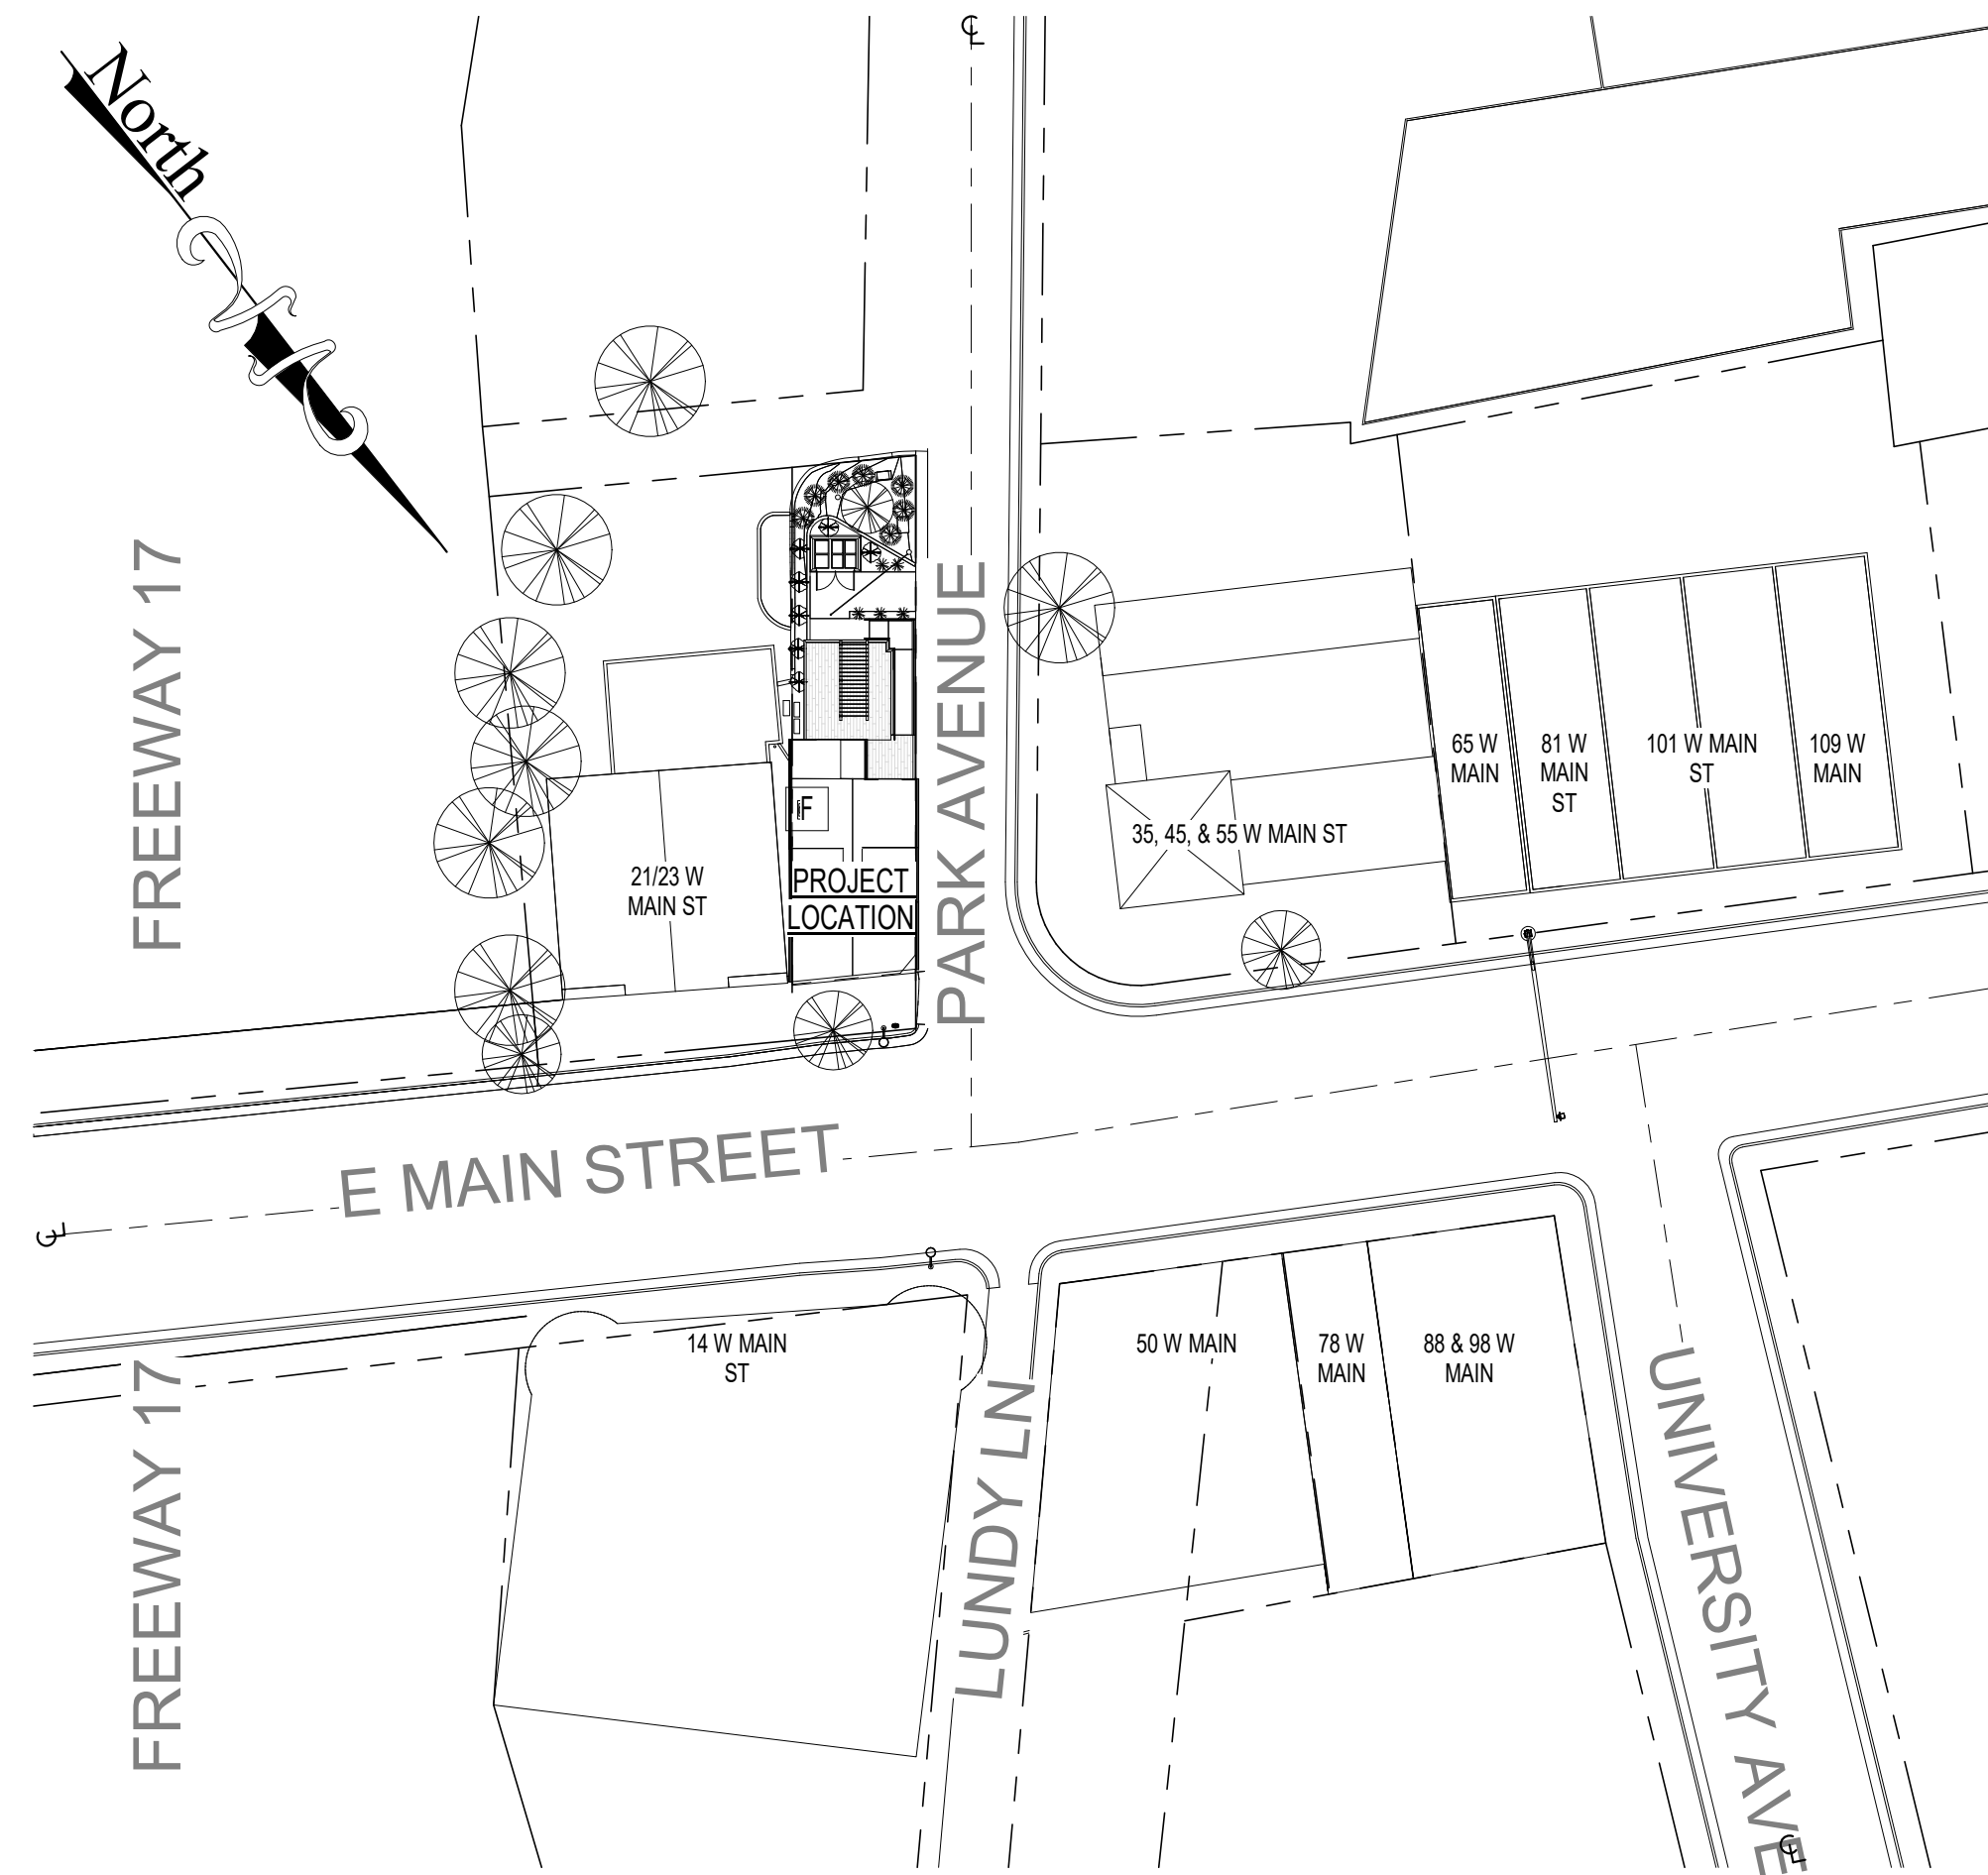 North
℄
FREEWAY 17
PARK AVENUE
65 W
MAIN
81 W
MAIN
ST
101 W MAIN
ST
109 W
MAIN
F
35, 45, & 55 W MAIN ST
21/23 W
MAIN ST
PROJECT
LOCATION
E MAIN STREET
℄
14 W MAIN
ST
50 W MAIN
78 W
MAIN
88 & 98 W
MAIN
FREEWAY 17
LUNDY LN
UNIVERSITY AVE
℄